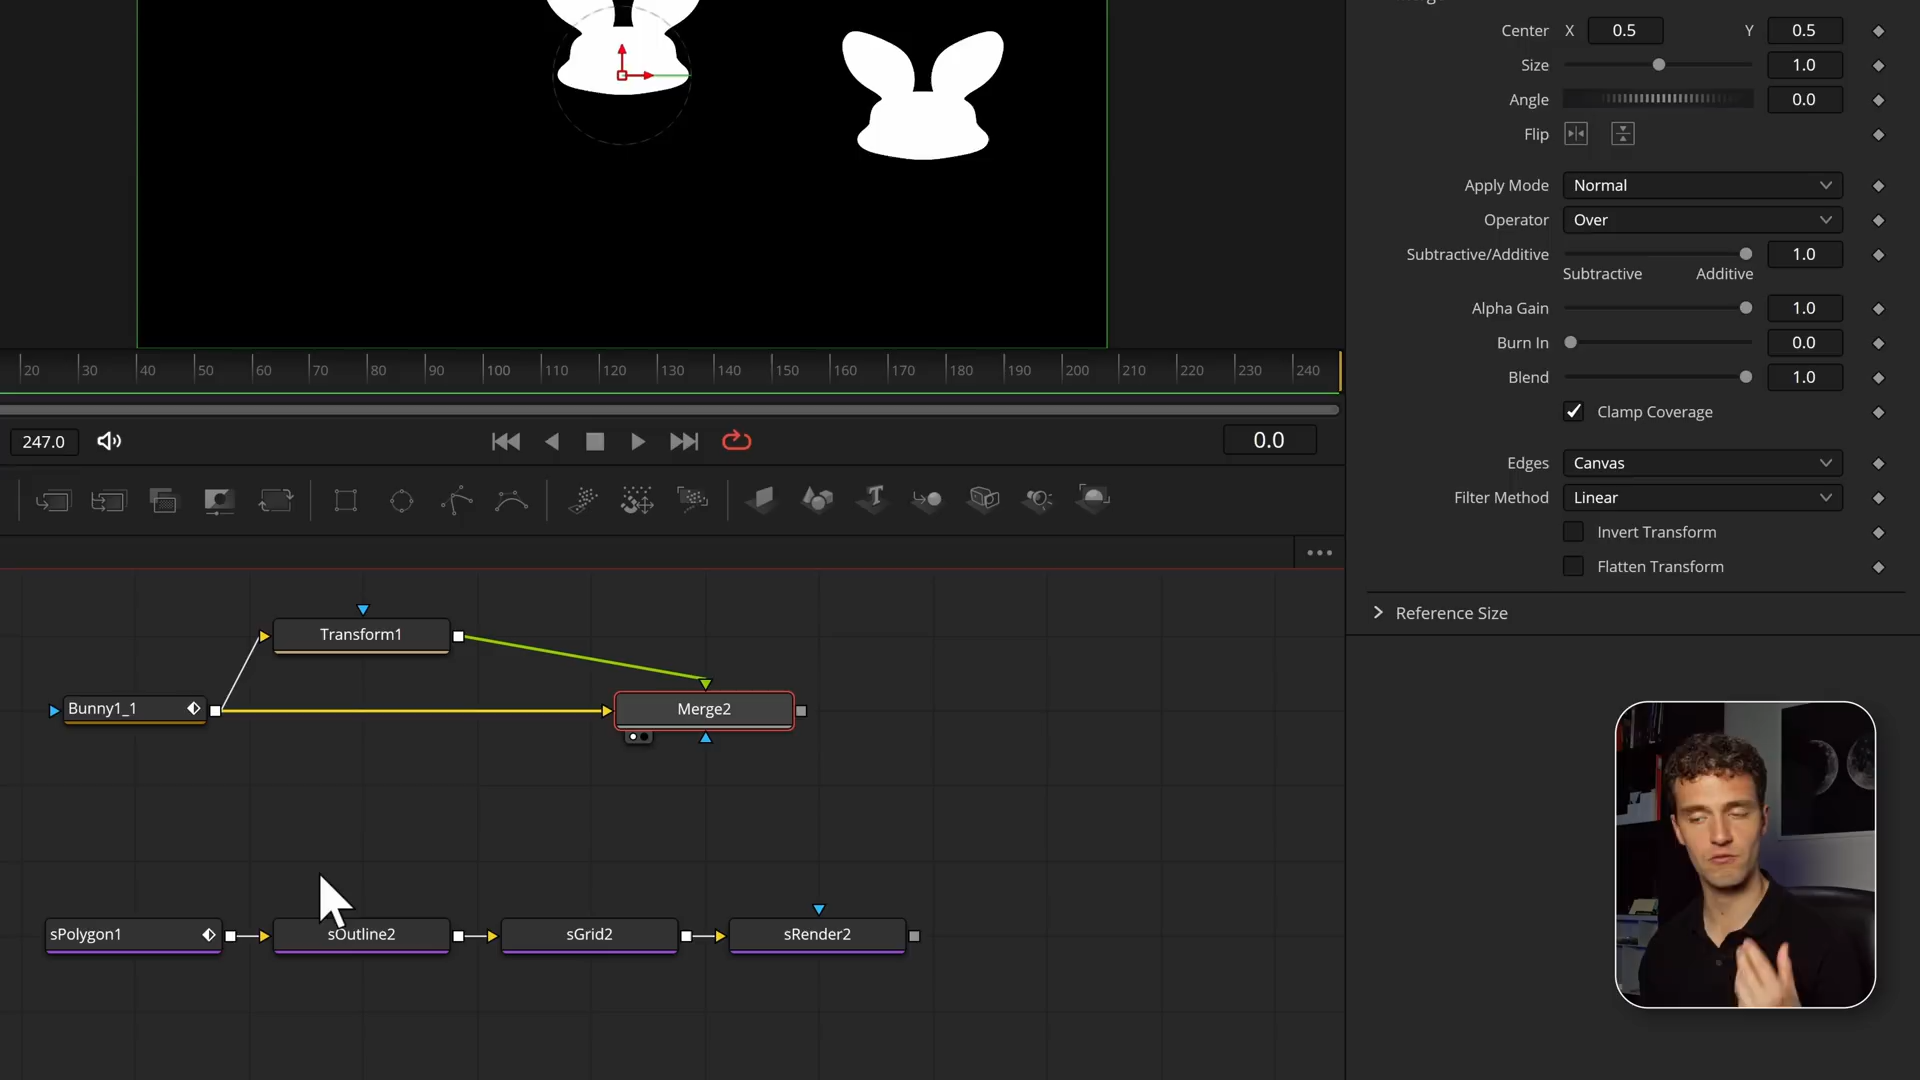 Center X 0.5 Y 0.5
Size 1.0
Angle 0.0
Flip
Apply Mode Normal
Operator Over
Subtractive/Additive 1.0
Subtractive Additive
Alpha Gain 1.0
Burn In 0.0
Blend 1.0
Clamp Coverage
Edges Canvas
Filter Method Linear
Invert Transform
Flatten Transform
Reference Size
20 30 40 50 60 70 80 90 100 110 120 130 140 150 160 170 180 190 200 210 220 230 240
247.0 0.0
Transform1
Bunny1_1 Merge2
sPolygon1 sOutline2 sGrid2 sRender2